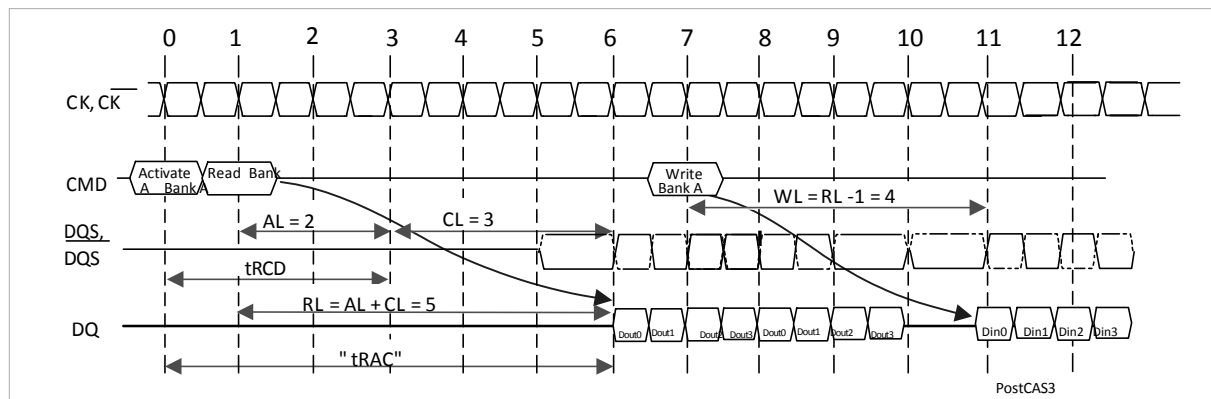 0 1 2 3 4 5 6 7 8 9 10 11 12
CK, CK
CMD
Activate
A Bank A
Read Bank
Write
Bank A
WL = RL -1 = 4
AL = 2
CL = 3
DQS,
DQS
tRCD
RL = AL + CL = 5
DQ
Dout0 Dout1 Dout2 Dout3 Dout0 Dout1 Dout2 Dout3
Din0 Din1 Din2 Din3
" tRAC"
PostCAS3